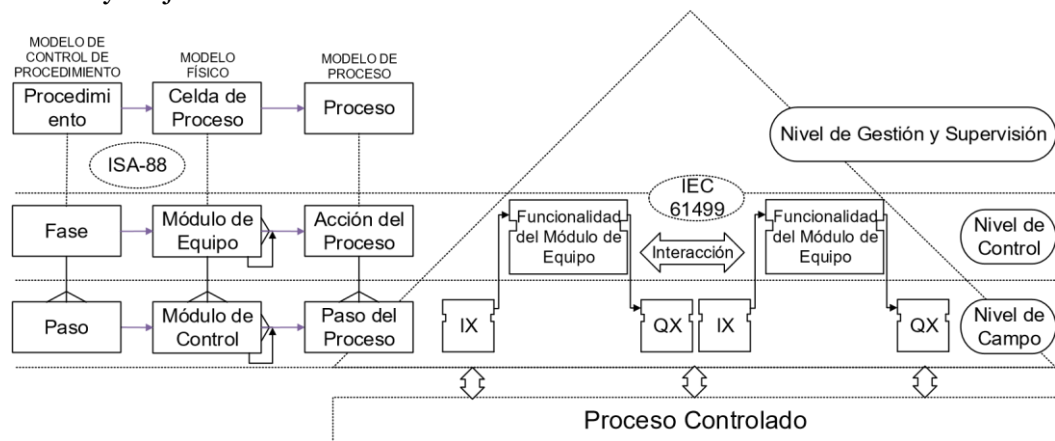 MODELO DE
CONTROL DE
PROCEDIMIENTO
MODELO
FÍSICO
MODELO DE
PROCESO
Procedimi
ento
Celda de
Proceso
Proceso
Nivel de Gestión y Supervisión
ISA-88
IEC
61499
Fase
Módulo de
Equipo
Acción del
Proceso
Funcionalidad
del Módulo de
Equipo
Interacción
Funcionalidad
del Módulo de
Equipo
Nivel de
Control
Paso
Módulo de
Control
Paso del
Proceso
IX
QX
IX
QX
Nivel de
Campo
Proceso Controlado